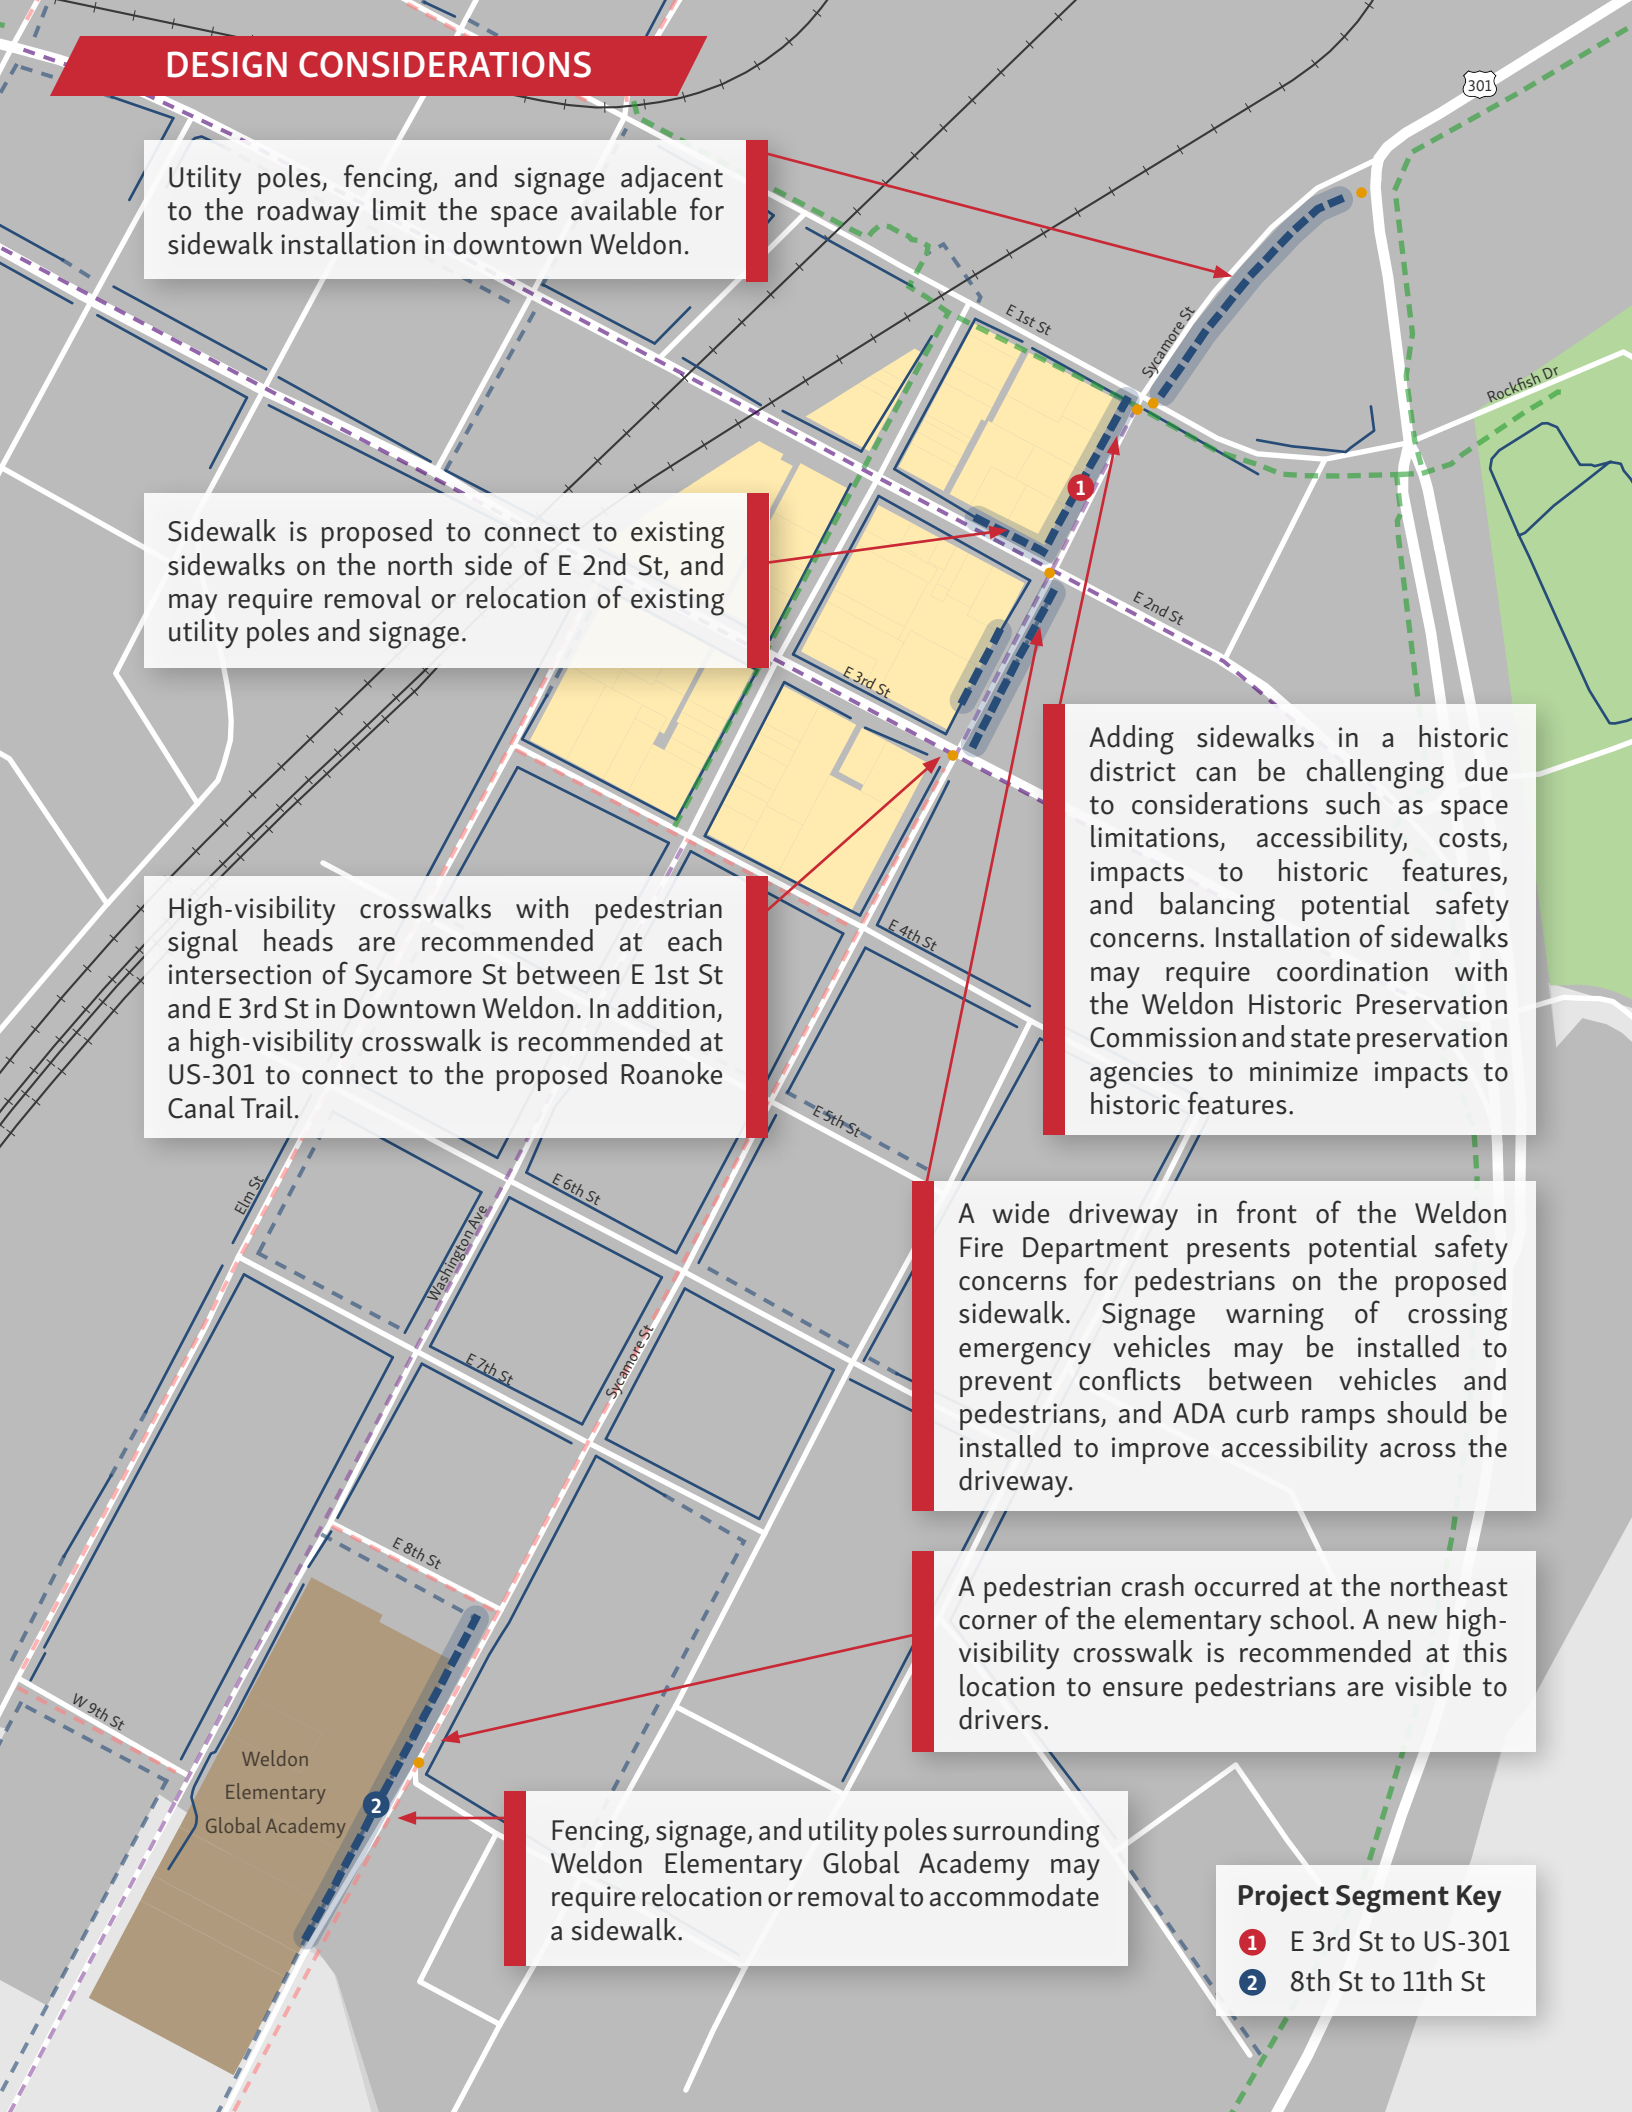 DESIGN CONSIDERATIONS
301
Utility poles, fencing, and signage adjacent
to the roadway limit the space available for
sidewalk installation in downtown Weldon.
E 1st St
Sycamore St
Rockfish Dr
1
Sidewalk is proposed to connect to existing
sidewalks on the north side of E 2nd St, and
may require removal or relocation of existing
utility poles and signage.
E 2nd St
E 3rd St
Adding sidewalks in a historic
district can be challenging due
to considerations such as space
limitations, accessibility, costs,
impacts to historic features,
and balancing potential safety
concerns. Installation of sidewalks
may require coordination with
the Weldon Historic Preservation
Commission and state preservation
agencies to minimize impacts to
historic features.
High-visibility crosswalks with pedestrian
signal heads are recommended at each
intersection of Sycamore St between E 1st St
and E 3rd St in Downtown Weldon. In addition,
a high-visibility crosswalk is recommended at
US-301 to connect to the proposed Roanoke
Canal Trail.
E 4th St
E 5th St
Elm St
E 6th St
Washington Ave
A wide driveway in front of the Weldon
Fire Department presents potential safety
concerns for pedestrians on the proposed
sidewalk. Signage warning of crossing
emergency vehicles may be installed to
prevent conflicts between vehicles and
pedestrians, and ADA curb ramps should be
installed to improve accessibility across the
driveway.
Sycamore St
E 7th St
E 8th St
A pedestrian crash occurred at the northeast
corner of the elementary school. A new high-
visibility crosswalk is recommended at this
location to ensure pedestrians are visible to
drivers.
W 9th St
Weldon
Elementary
Global Academy
2
Fencing, signage, and utility poles surrounding
Weldon Elementary Global Academy may
require relocation or removal to accommodate
a sidewalk.
Project Segment Key
1 E 3rd St to US-301
2 8th St to 11th St